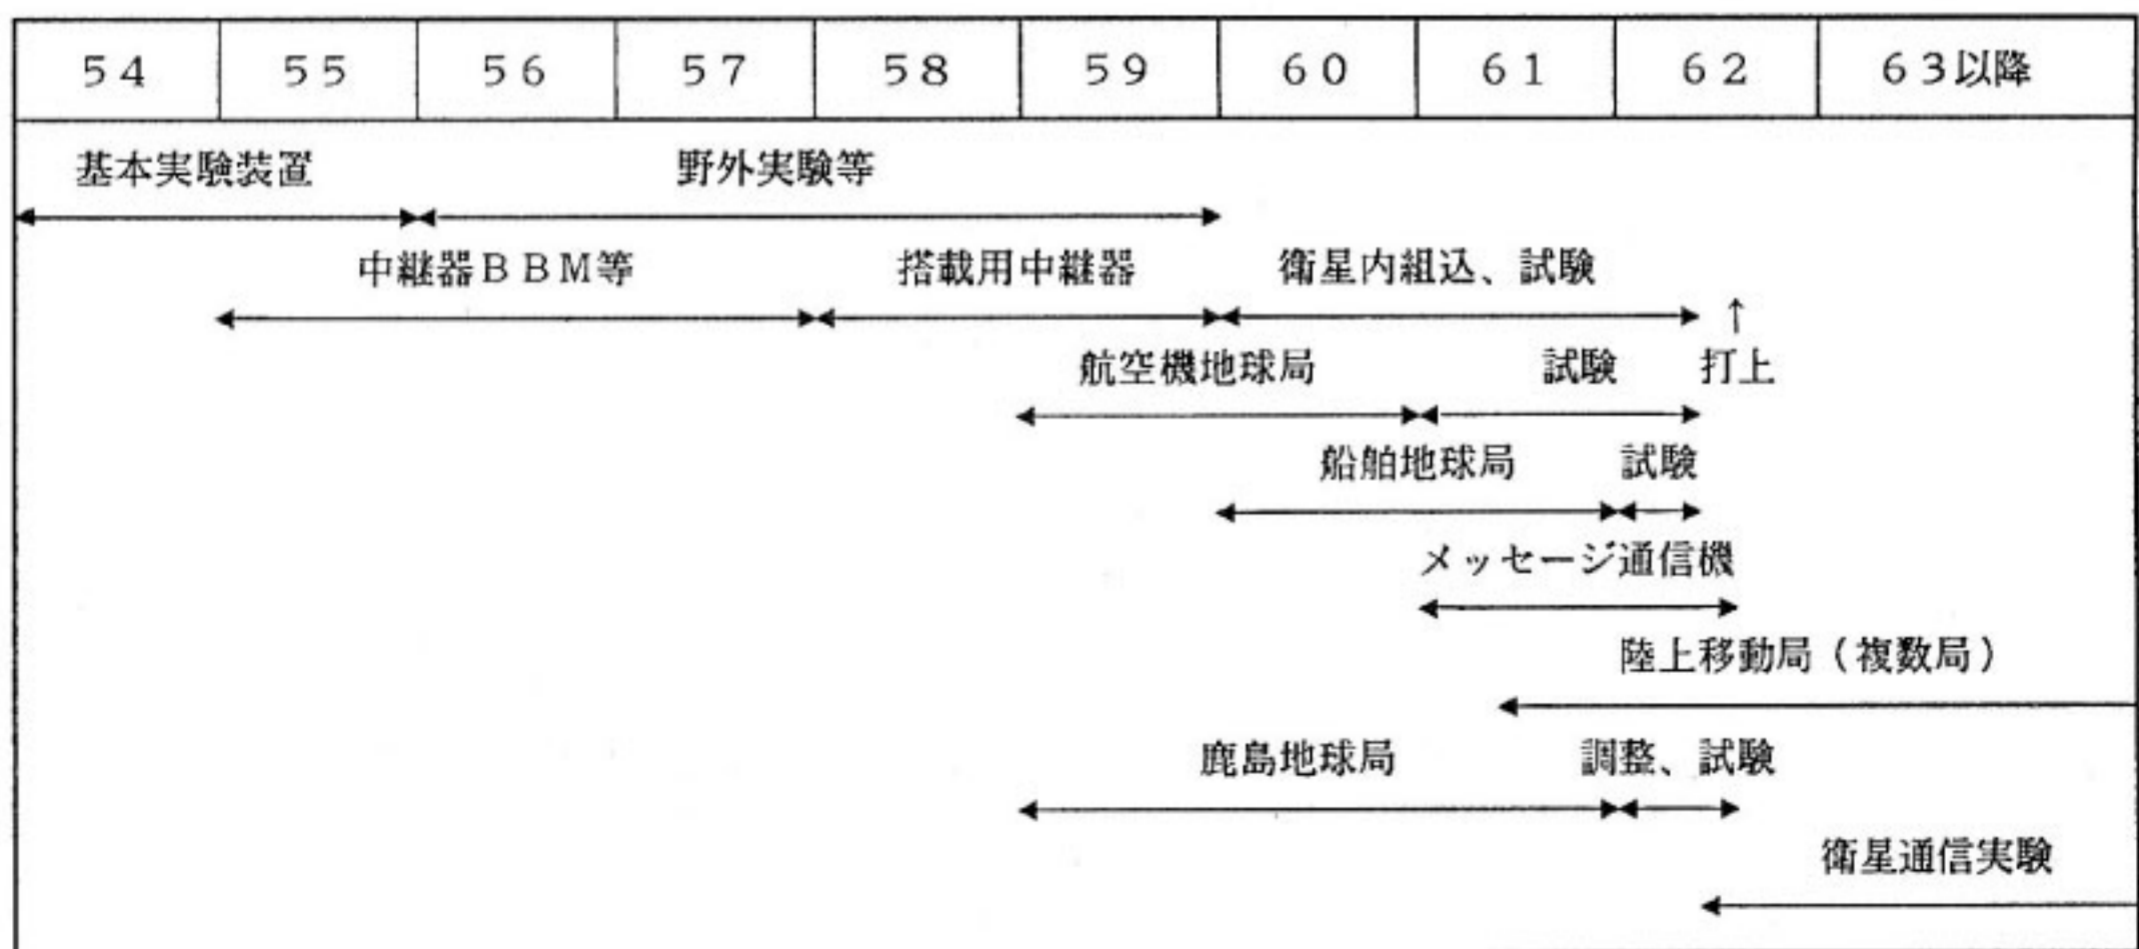 54 55 56 57 58 59 60 61 62 63以降
基本実験装置 野外実験等
中継器BBM等 搭載用中継器 衛星内組込、試験
↑
航空機地球局 試験 打上
船舶地球局 試験
メッセージ通信機
陸上移動局(複数局)
鹿島地球局 調整、試験
衛星通信実験